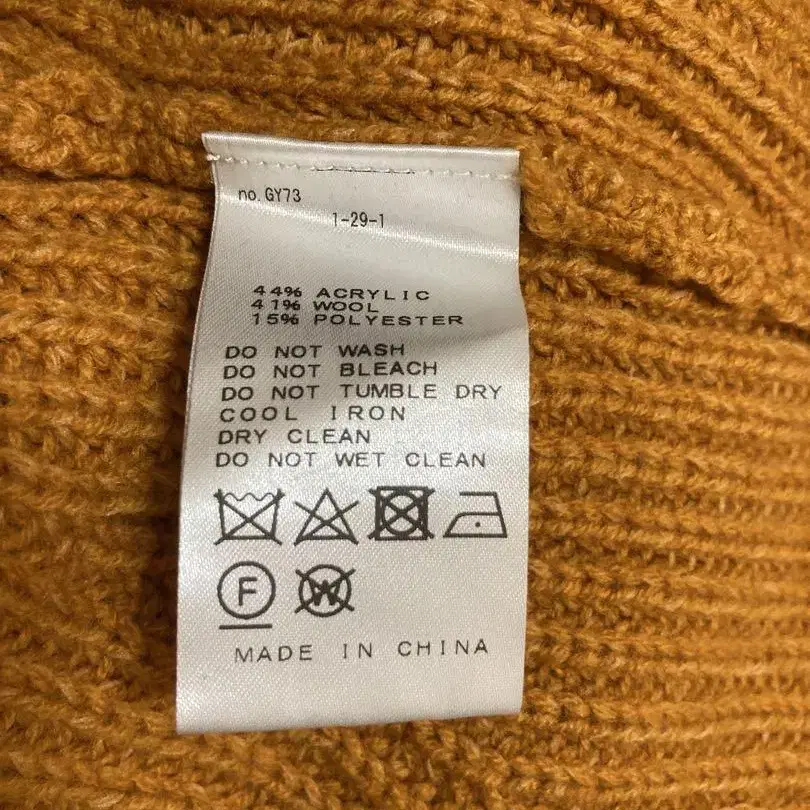 no.GY73
1-29-1
44% ACRYLIC
41% WOOL
15% POLYESTER
DO NOT WASH
DO NOT BLEACH
DO NOT TUMBLE DRY
COOL IRON
DRY CLEAN
DO NOT WET CLEAN
F W
MADE IN CHINA